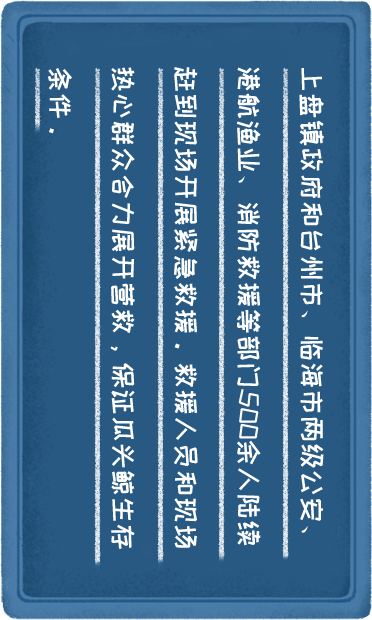 上盘镇政府和台州市、临海市两级公安、
港航渔业、消防救援等部门500余人陆续
赶到现场开展紧急救援。救援人员和现场
热心群众合力展开营救，保证瓜头鲸生存
条件。